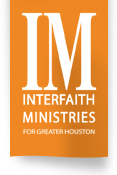 IM
INTERFAITH
MINISTRIES
FOR GREATER HOUSTON